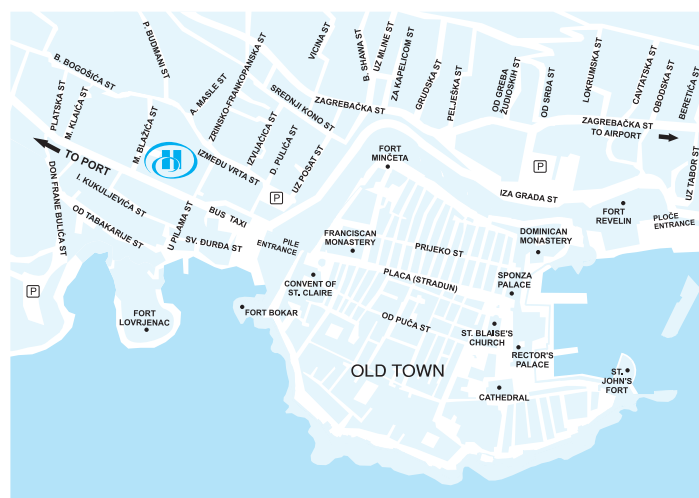 P. BUDMANI ST
VICINA ST
B. SHAWA ST
UZ MLINE ST
ZA KAPELICOM ST
GRUDSKA ST
PELJEŠKA ST
OD GREBA
ŽUDIOSKIH ST
OD SRĐA ST
LOKRUMSKA ST
CAVTATSKA ST
OBODSKA ST
BERETIĆA ST
B. BOGOŠIĆA ST
PLATSKA ST
M. KLAIĆA ST
A. MASLE ST
ZRINSKO-FRANKOPANSKA ST
SREDNJI KONO ST
ZAGREBAČKA ST
ZAGREBAČKA ST
TO AIRPORT
M. BLAŽIĆA ST
IZMEĐU VRTA ST
IZVIJAČICA ST
D. PULIĆA ST
UZ POSAT ST
TO PORT
FORT
MINČETA
P
UZ TABOR ST
DON FRANE BULIĆA ST
I. KUKULJEVIĆA ST
OD TABAKARIJE ST
U PILAMA ST
BUS TAXI
SV. ĐURĐA ST
P
IZA GRADA ST
FORT
REVELIN
PLOČE
ENTRANCE
PILE
ENTRANCE
FRANCISCAN
MONASTERY
PRIJEKO ST
DOMINICAN
MONASTERY
PLACA (STRADUN)
SPONZA
PALACE
CONVENT OF
ST. CLAIRE
P
FORT
LOVRJENAC
FORT BOKAR
OD PUČA ST
ST. BLAISE'S
CHURCH
RECTOR'S
PALACE
OLD TOWN
CATHEDRAL
ST.
JOHN'S
FORT